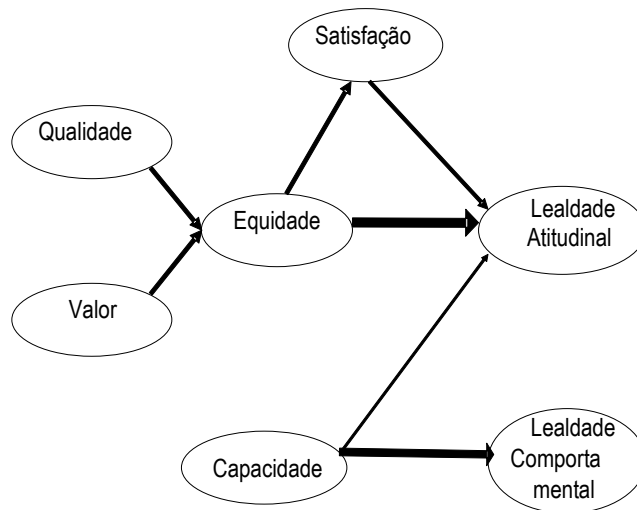 Satisfação
Qualidade
Equidade
Lealdade
Atitudinal
Valor
Capacidade
Lealdade
Comporta
mental